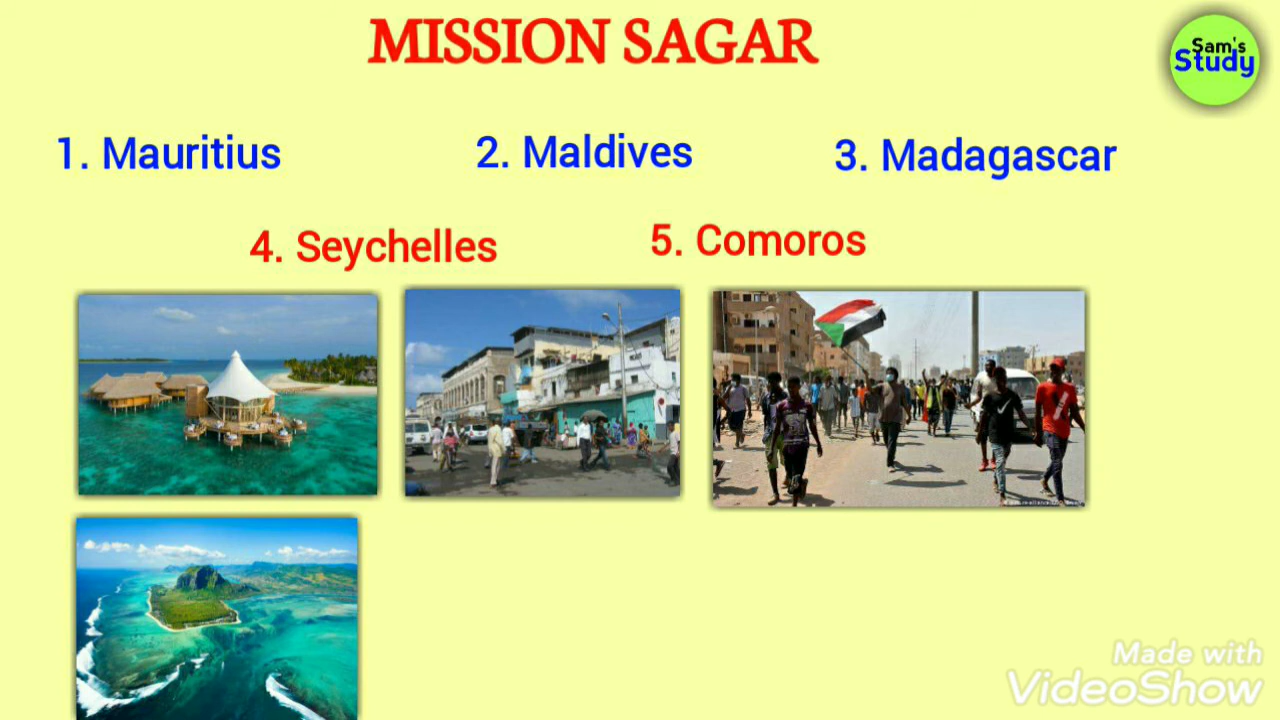 MISSION SAGAR
Sam's
Study
1. Mauritius
2. Maldives
3. Madagascar
4. Seychelles
5. Comoros
Made with
VideoShow